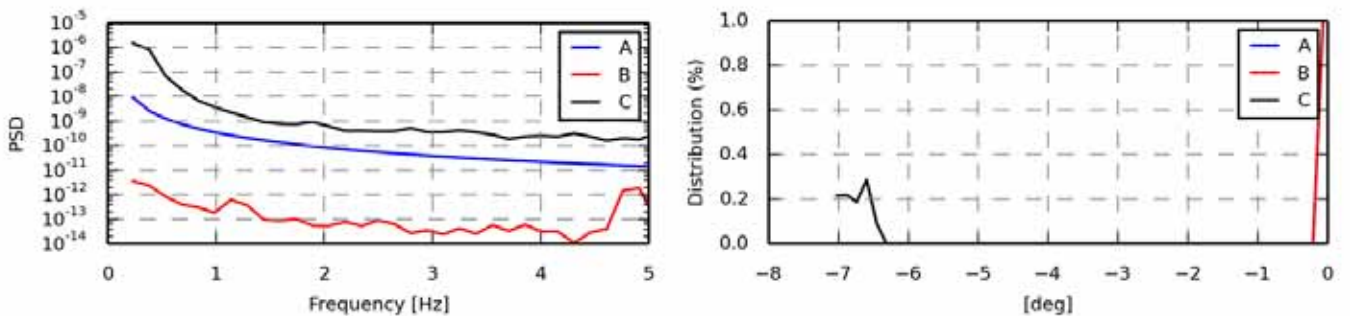 10⁻⁵
10⁻⁶
10⁻⁷
10⁻⁸
10⁻⁹
10⁻¹⁰
10⁻¹¹
10⁻¹²
10⁻¹³
10⁻¹⁴
PSD
A
B
C
0 1 2 3 4 5
Frequency [Hz]
1.0
0.8
0.6
0.4
0.2
0.0
Distribution (%)
A
B
C
−8 −7 −6 −5 −4 −3 −2 −1 0
[deg]